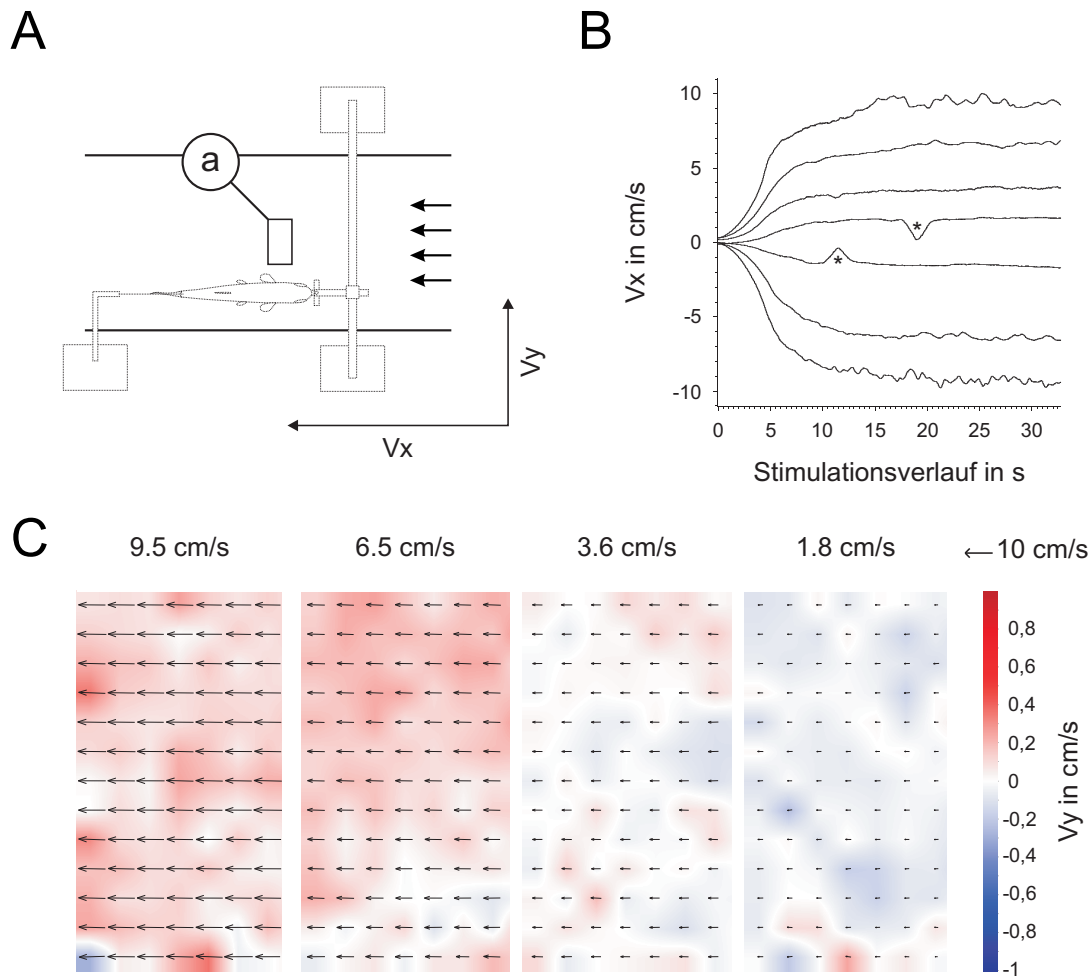 A
a
Vx
Vy
B
Vx in cm/s
10
5
0
-5
-10
*
*
0
5
10
15
20
25
30
Stimulationsverlauf in s
C
9.5 cm/s
6.5 cm/s
3.6 cm/s
1.8 cm/s
10 cm/s
0,8
0,6
0,4
0,2
0
-0,2
-0,4
-0,6
-0,8
-1
Vy in cm/s